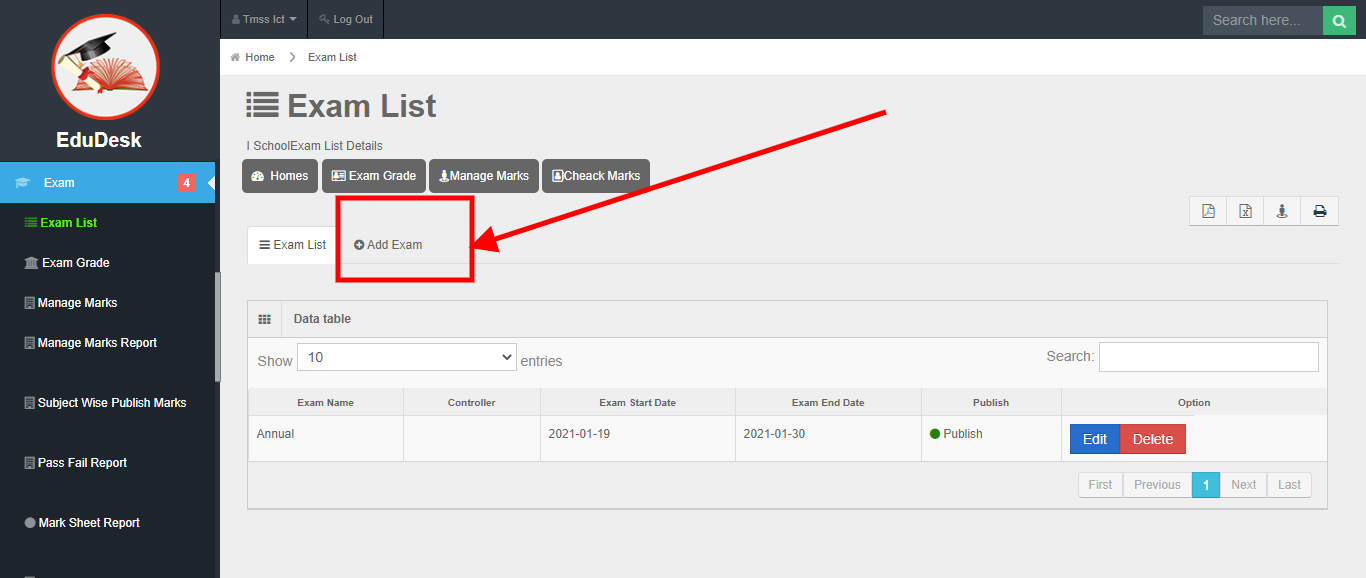 Tmss Ict
Log Out
Search here...
EduDesk
Home
Exam List
Exam List
I SchoolExam List Details
Homes
Exam Grade
Manage Marks
Cheack Marks
Exam
4
Exam List
Exam Grade
Manage Marks
Manage Marks Report
Subject Wise Publish Marks
Pass Fail Report
Mark Sheet Report
Exam List
Add Exam
Data table
Show 10 entries
Search:
Exam Name Controller Exam Start Date Exam End Date Publish Option
Annual 2021-01-19 2021-01-30 Publish Edit Delete
First Previous 1 Next Last